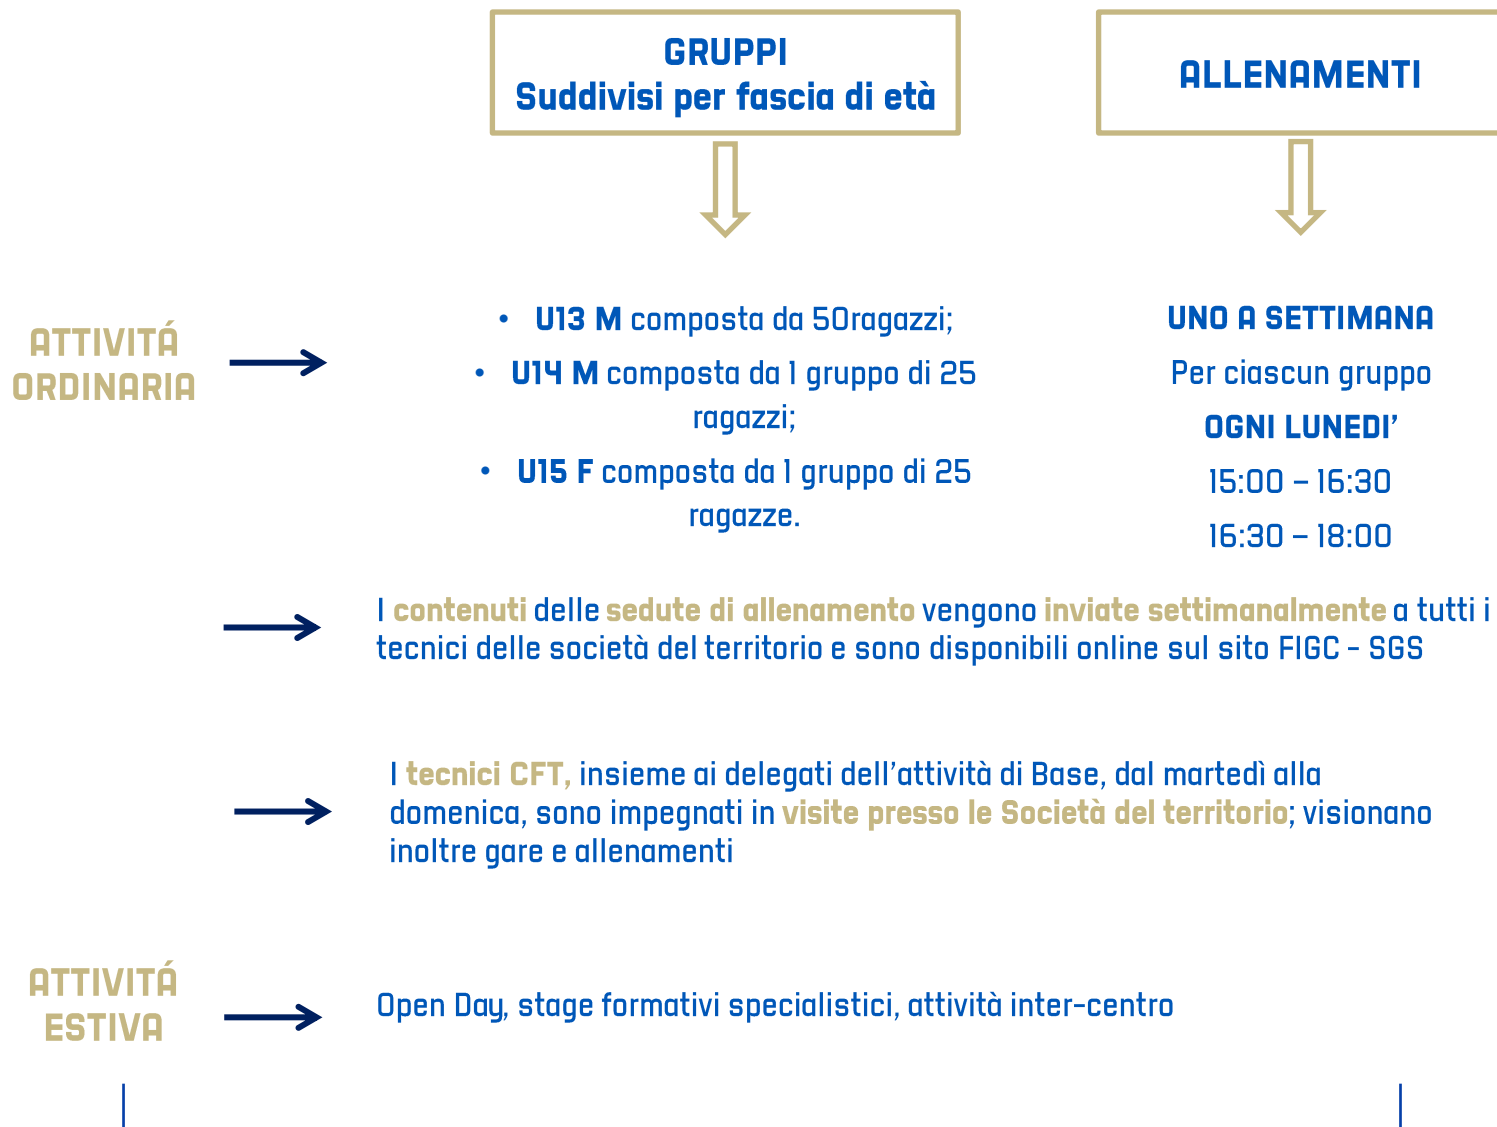 GRUPPI
Suddivisi per fascia di età
ALLENAMENTI
ATTIVITÁ
ORDINARIA
• U13 M composta da 50ragazzi;
• U14 M composta da 1 gruppo di 25
ragazzi;
• U15 F composta da 1 gruppo di 25
ragazze.
UNO A SETTIMANA
Per ciascun gruppo
OGNI LUNEDI’
15:00 – 16:30
16:30 – 18:00
I contenuti delle sedute di allenamento vengono inviate settimanalmente a tutti i
tecnici delle società del territorio e sono disponibili online sul sito FIGC - SGS
I tecnici CFT, insieme ai delegati dell’attività di Base, dal martedì alla
domenica, sono impegnati in visite presso le Società del territorio; visionano
inoltre gare e allenamenti
ATTIVITÁ
ESTIVA
Open Day, stage formativi specialistici, attività inter-centro